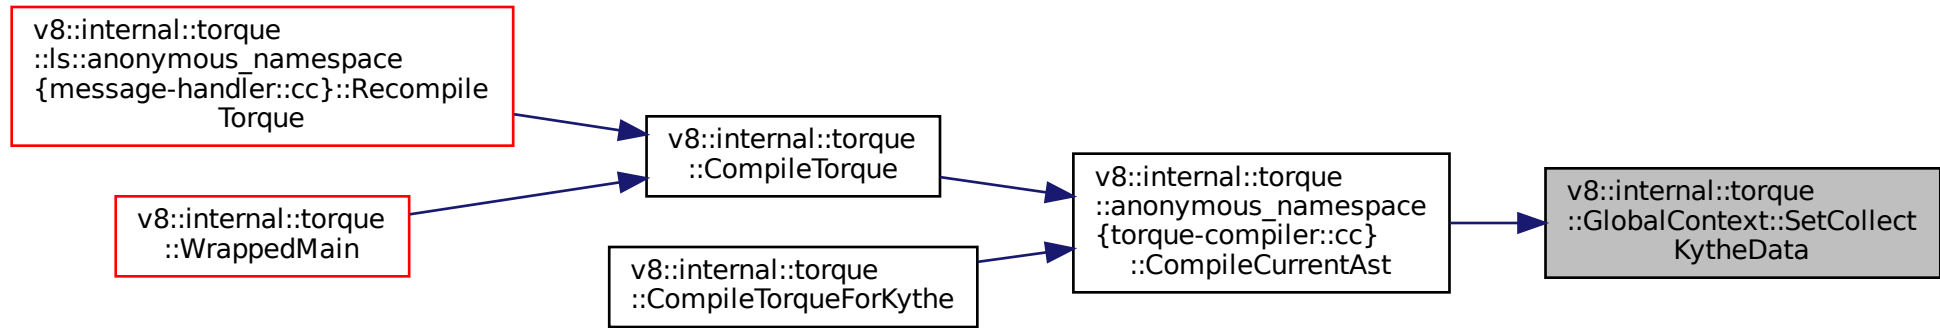 v8::internal::torque
::ls::anonymous_namespace
{message-handler::cc}::Recompile
Torque
v8::internal::torque
::WrappedMain
v8::internal::torque
::CompileTorque
v8::internal::torque
::CompileTorqueForKythe
v8::internal::torque
::anonymous_namespace
{torque-compiler::cc}
::CompileCurrentAst
v8::internal::torque
::GlobalContext::SetCollect
KytheData